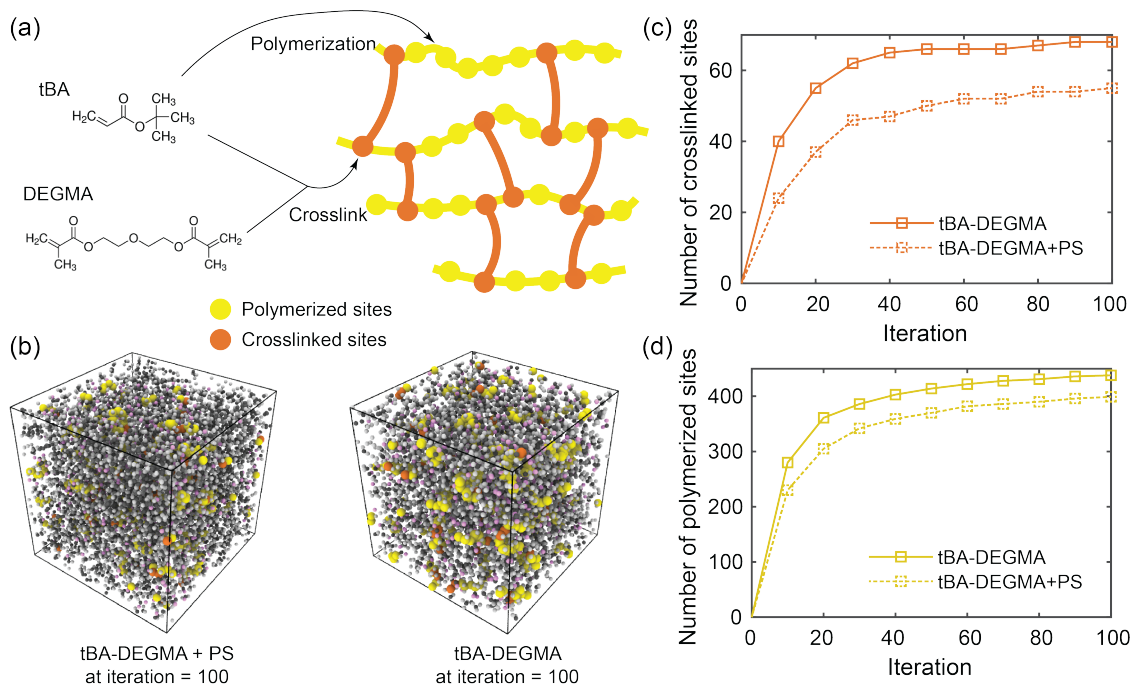 (a)
Polymerization
tBA
H₂C
O
O
CH₃
CH₃
CH₃
DEGMA
Crosslink
H₂C
O
O
CH₃
O
O
O
CH₂
CH₃
Polymerized sites
Crosslinked sites
(b)
tBA-DEGMA + PS
at iteration = 100
tBA-DEGMA
at iteration = 100
(c)
Number of crosslinked sites
60
40
20
0
tBA-DEGMA
tBA-DEGMA+PS
0 20 40 60 80 100
Iteration
(d)
Number of polymerized sites
400
300
200
100
0
tBA-DEGMA
tBA-DEGMA+PS
0 20 40 60 80 100
Iteration